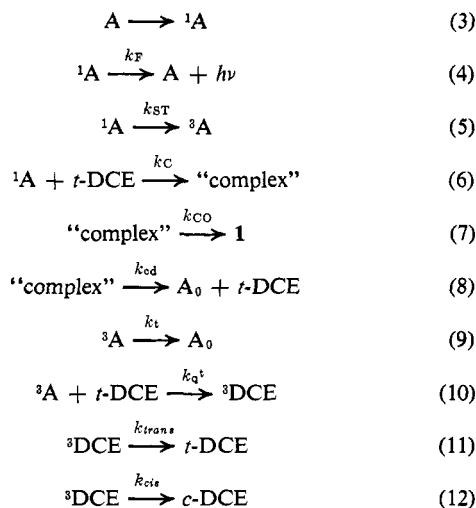 A ⟶ ¹A (3)
¹A —k_F⟶ A + hν (4)
¹A —k_ST⟶ ³A (5)
¹A + t-DCE —k_C⟶ “complex” (6)
“complex” —k_CO⟶ 1 (7)
“complex” —k_cd⟶ A₀ + t-DCE (8)
³A —k_t⟶ A₀ (9)
³A + t-DCE —k_q^t⟶ ³DCE (10)
³DCE —k_trans⟶ t-DCE (11)
³DCE —k_cis⟶ c-DCE (12)